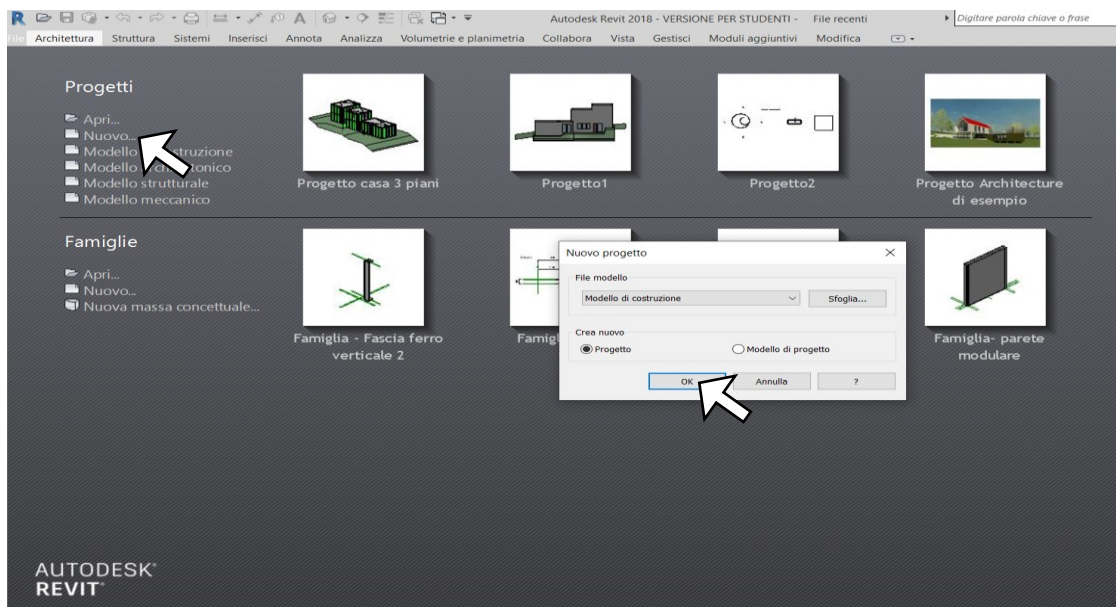 Autodesk Revit 2018 - VERSIONE PER STUDENTI - File recenti
Digitare parola chiave o frase
File Architettura Struttura Sistemi Inserisci Annota Analizza Volumetrie e planimetria Collabora Vista Gestisci Moduli aggiuntivi Modifica
Progetti
Apri...
Nuovo...
Modello struzione
Modello tonico
Modello strutturale
Modello meccanico
Progetto casa 3 piani
Progetto1
Progetto2
Progetto Architecture
di esempio
Famiglie
Apri...
Nuovo...
Nuova massa concettuale...
Famiglia - Fascia ferro
verticale 2
Famigl
Famiglia- parete
modulare
Nuovo progetto
File modello
Modello di costruzione
Sfoglia...
Crea nuovo
Progetto
Modello di progetto
OK
Annulla
?
AUTODESK®
REVIT®